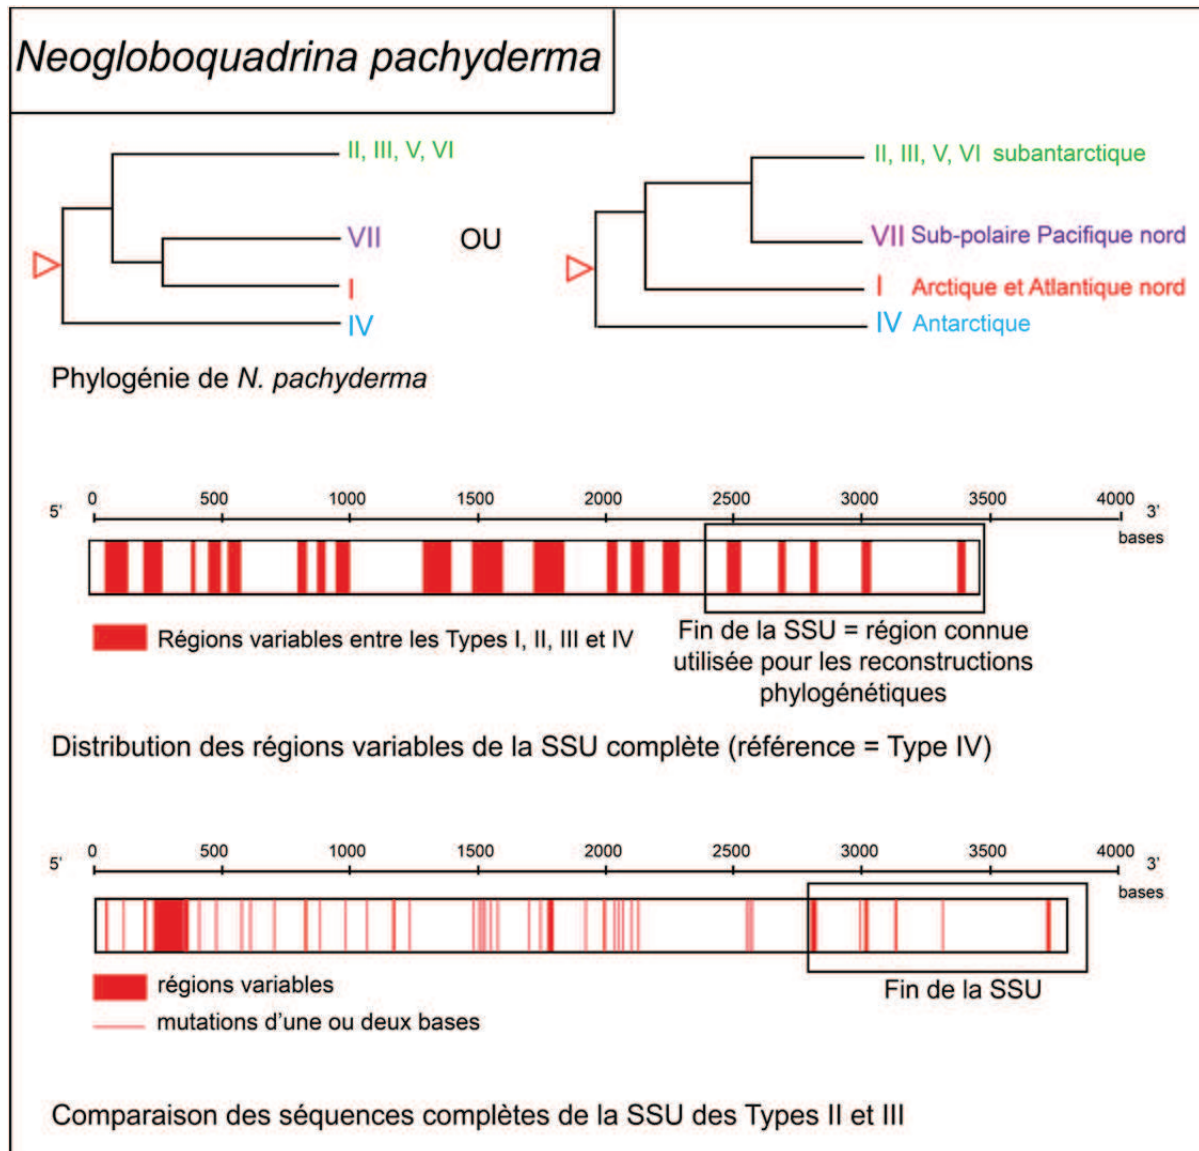 Neogloboquadrina pachyderma
II, III, V, VI
VII
I
IV
OU
II, III, V, VI subantarctique
VII Sub-polaire Pacifique nord
I Arctique et Atlantique nord
IV Antarctique
Phylogénie de N. pachyderma
5' 0 500 1000 1500 2000 2500 3000 3500 4000 3'
bases
Régions variables entre les Types I, II, III et IV
Fin de la SSU = région connue
utilisée pour les reconstructions
phylogénétiques
Distribution des régions variables de la SSU complète (référence = Type IV)
5' 0 500 1000 1500 2000 2500 3000 3500 4000 3'
bases
régions variables
mutations d'une ou deux bases
Fin de la SSU
Comparaison des séquences complètes de la SSU des Types II et III